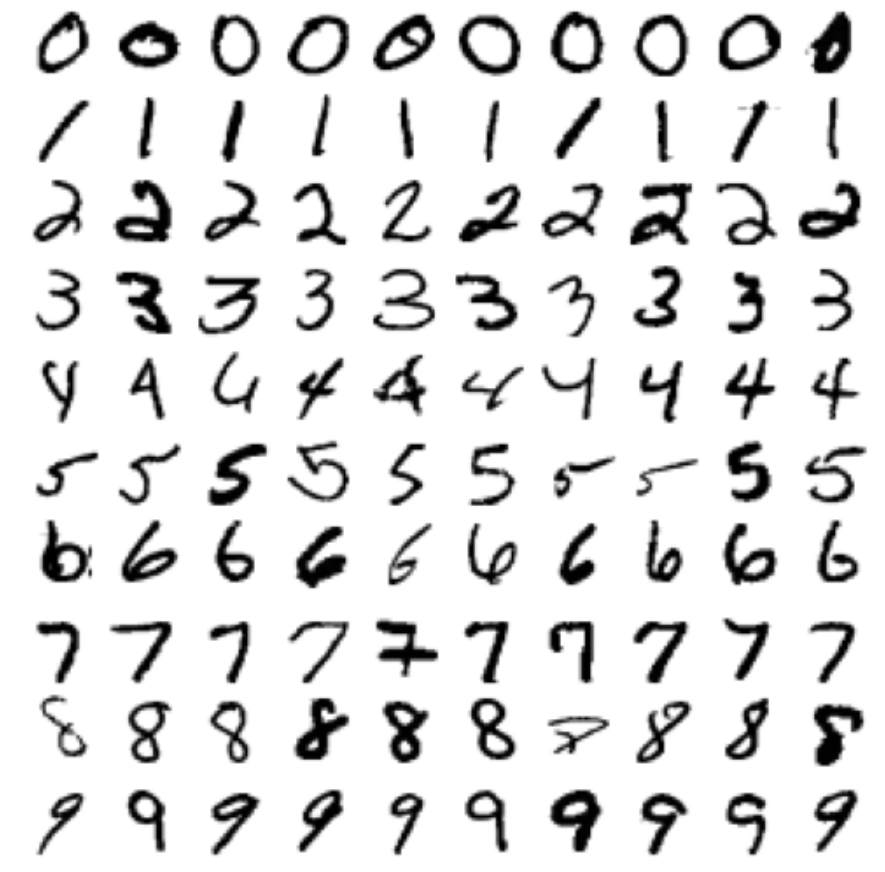 0 0 0 0 0 0 0 0 0 0
1 1 1 1 1 1 1 1 1 1
2 2 2 2 2 2 2 2 2 2
3 3 3 3 3 3 3 3 3 3
4 4 4 4 4 4 4 4 4 4
5 5 5 5 5 5 5 5 5 5
6 6 6 6 6 6 6 6 6 6
7 7 7 7 7 7 7 7 7 7
8 8 8 8 8 8 8 8 8 8
9 9 9 9 9 9 9 9 9 9